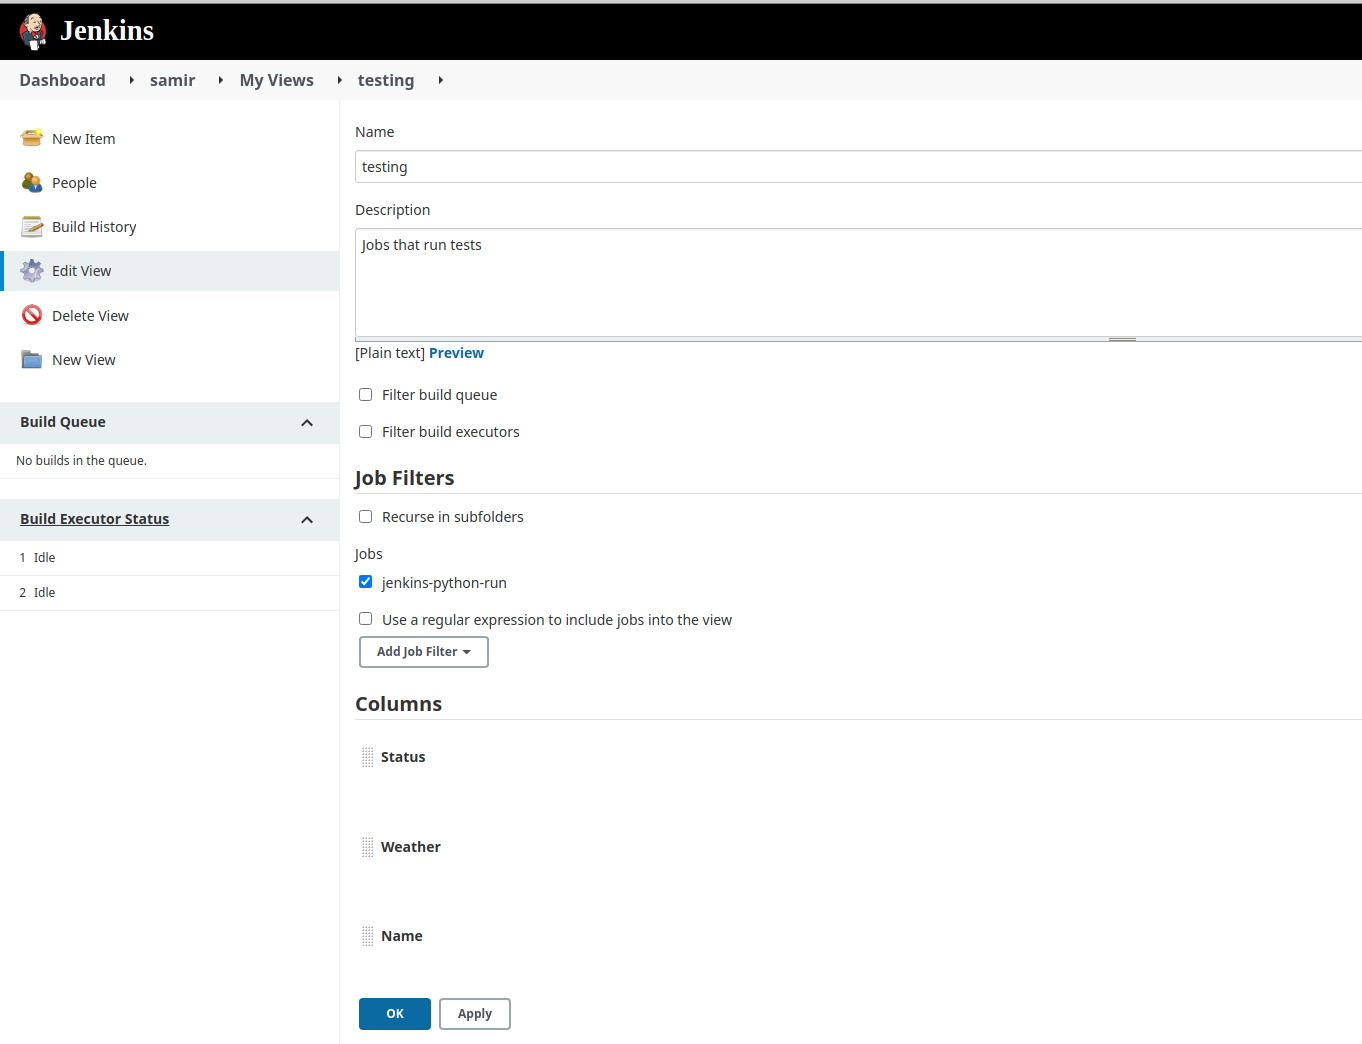 Jenkins
Dashboard samir My Views testing
New Item
People
Build History
Edit View
Delete View
New View
Build Queue
No builds in the queue.
Build Executor Status
1 Idle
2 Idle
Name
testing
Description
Jobs that run tests
[Plain text] Preview
Filter build queue
Filter build executors
Job Filters
Recurse in subfolders
Jobs
jenkins-python-run
Use a regular expression to include jobs into the view
Add Job Filter
Columns
Status
Weather
Name
OK Apply